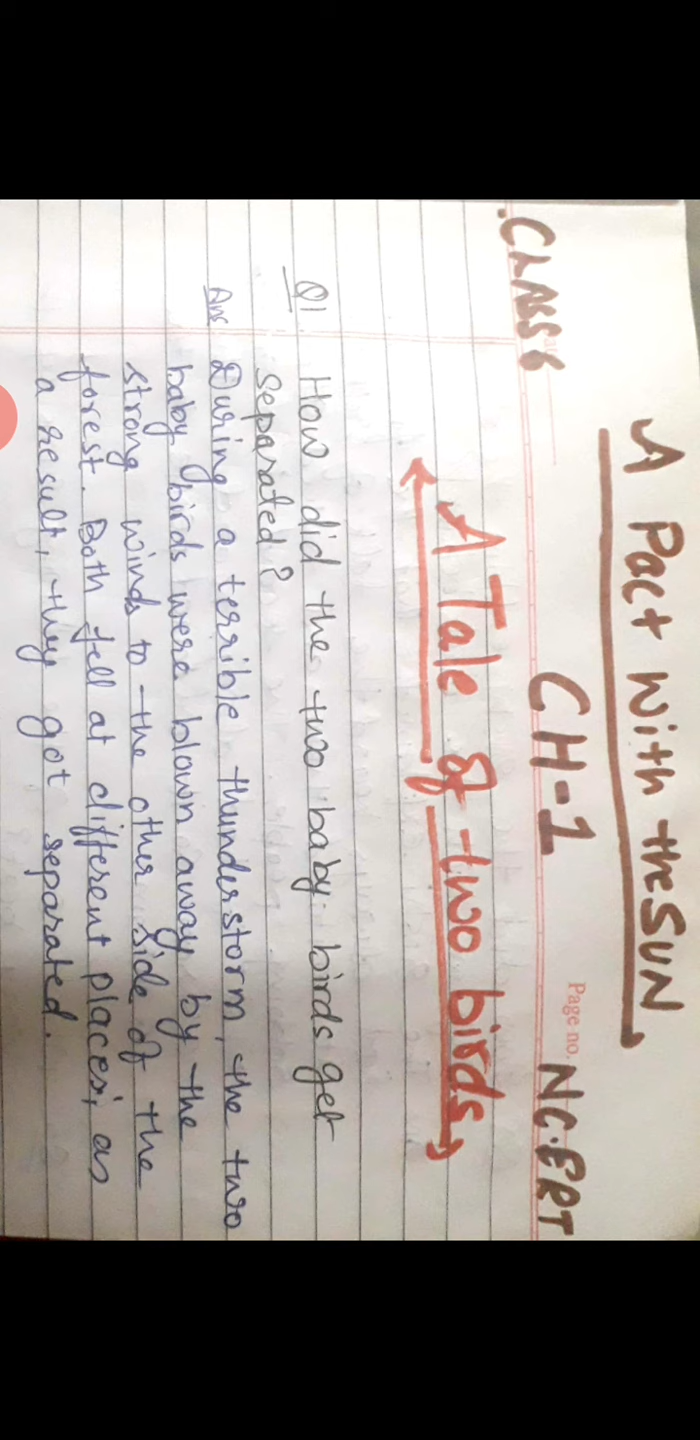 A Pact With the SUN
CLASS 6 CH-1 Page no. NC.ERT
A Tale of two birds
Q1. How did the two baby birds get
separated?
Ans During a terrible thunderstorm, the two
baby birds were blown away by the
strong winds to the other side of the
forest. Both fell at different places, as
a result, they got separated.